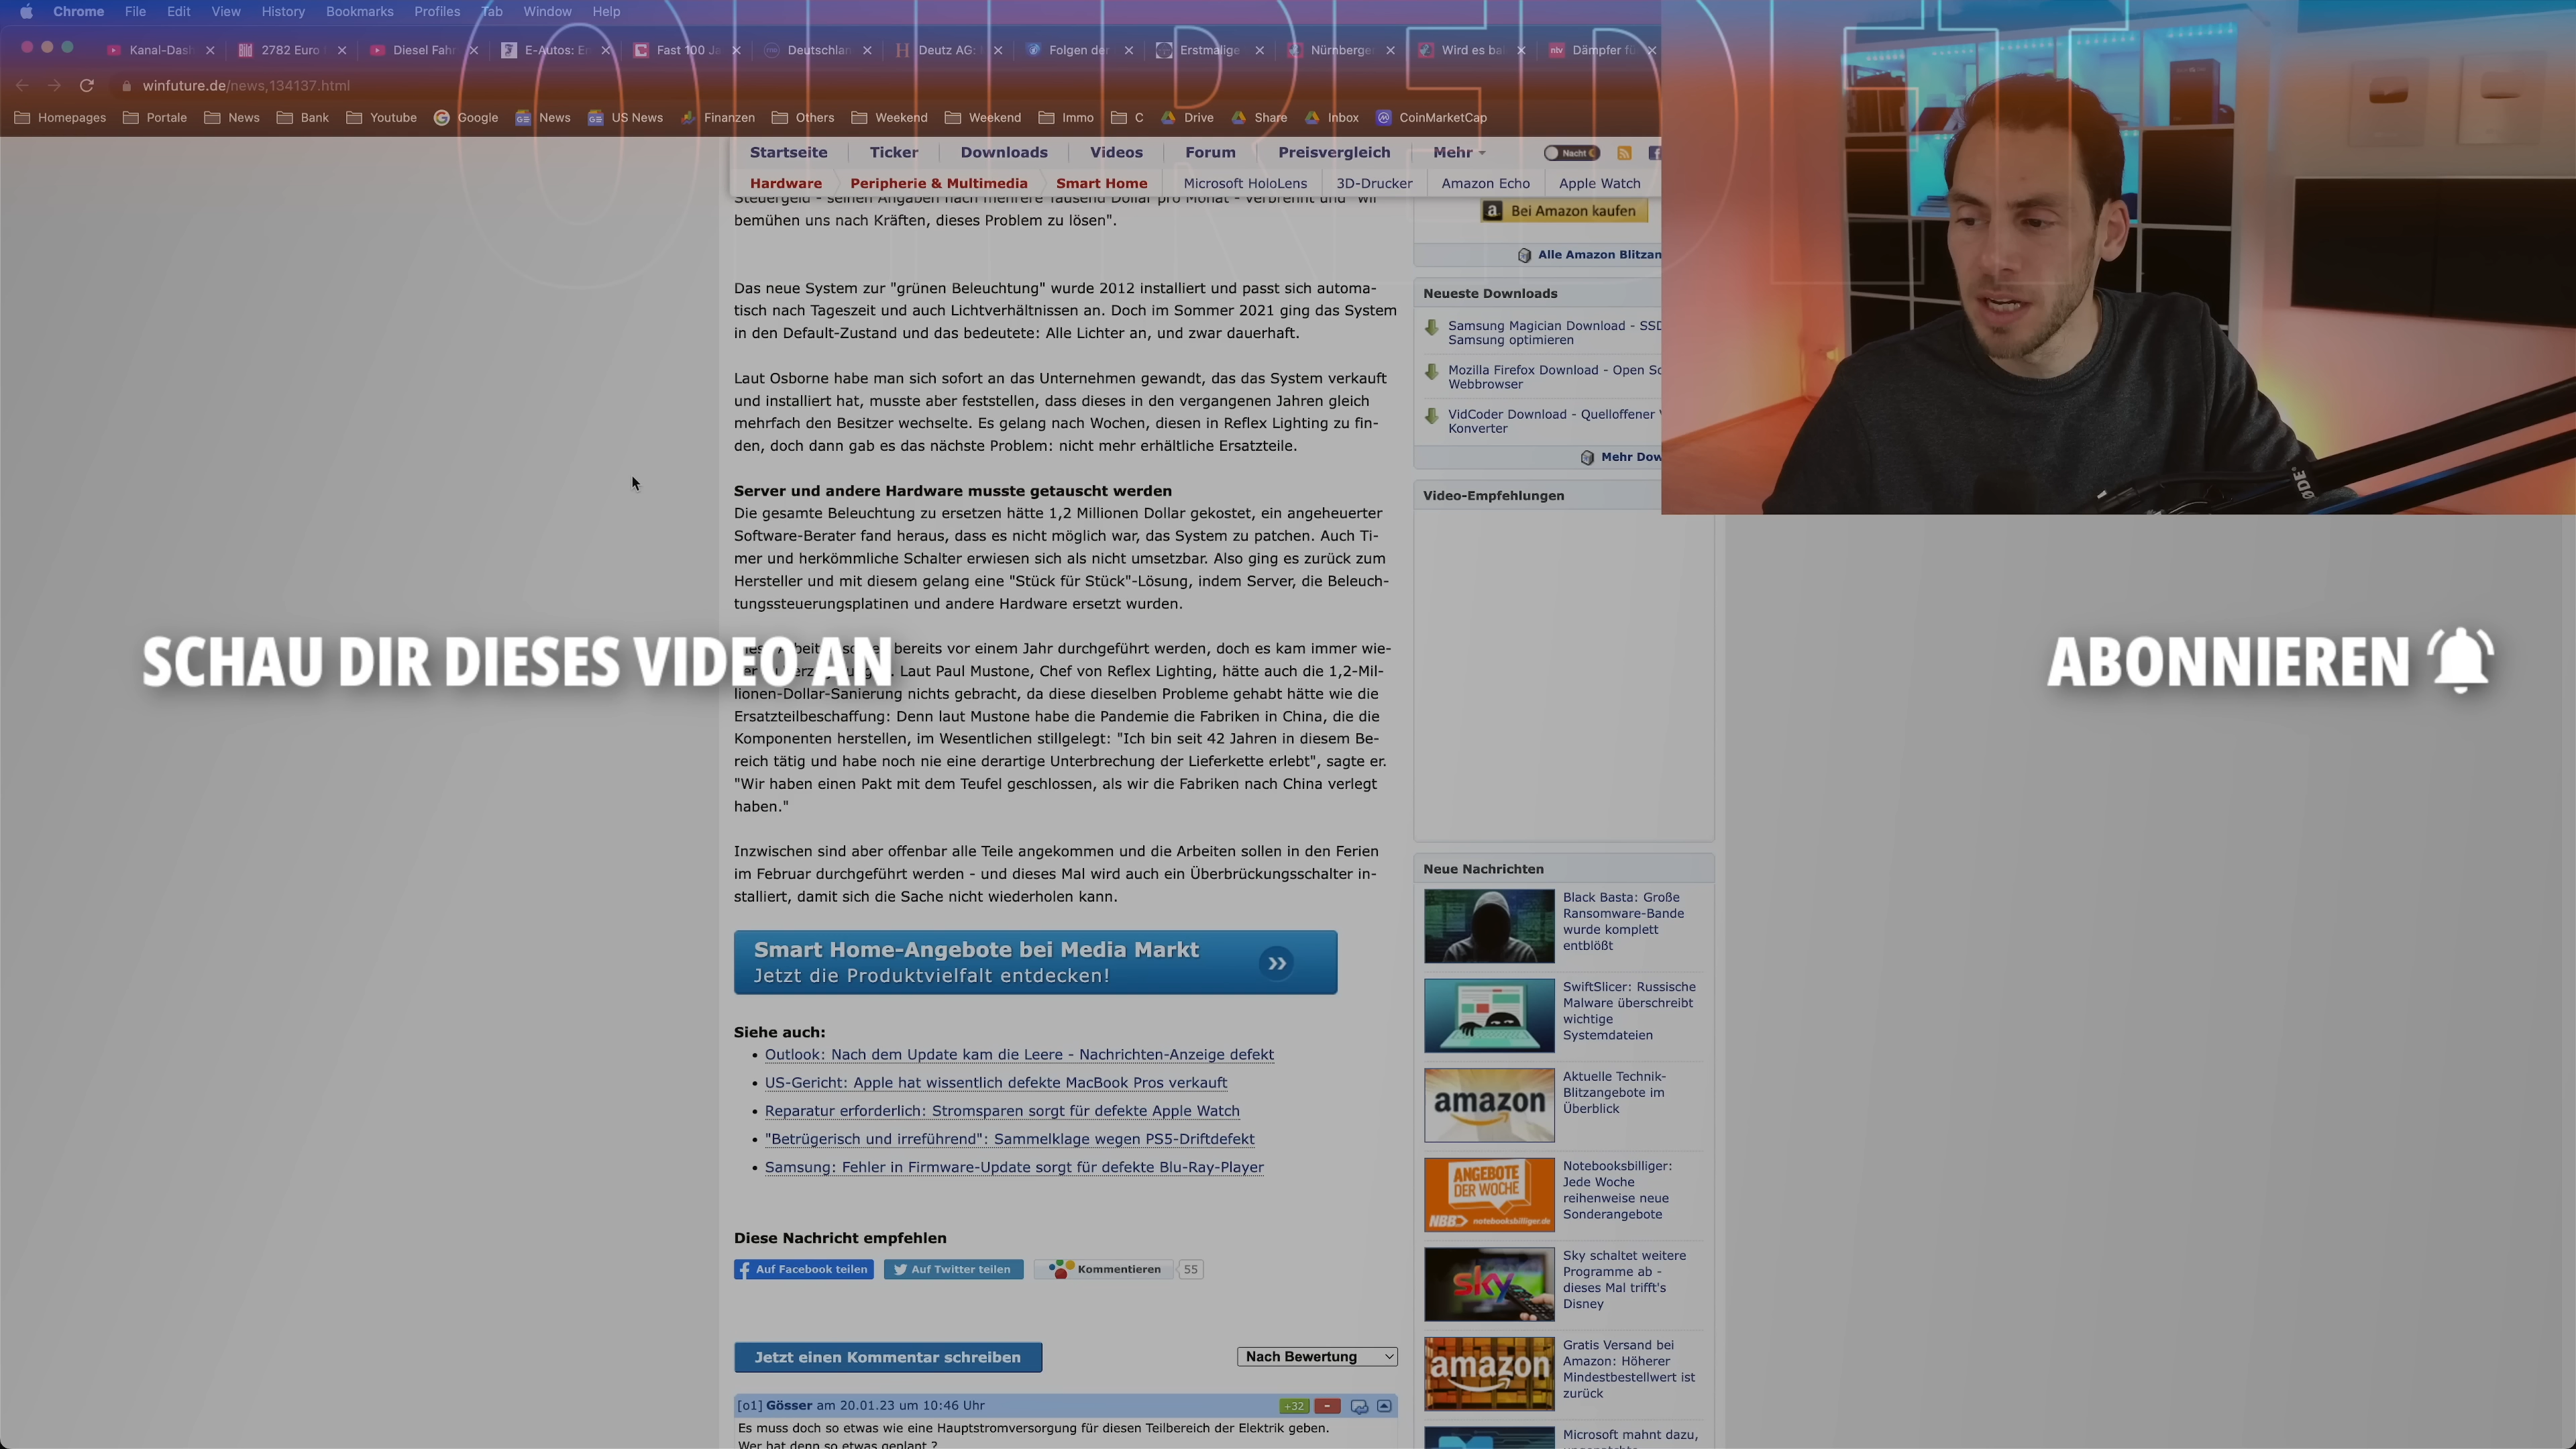 Chrome File Edit View History Bookmarks Profiles Tab Window Help
Kanal-Das 2782 Euro Diesel Fahr E-Autos: E Fast 100 Ja Deutschlan Deutz AG: Folgen der Erstmalige Nürnberger Wird es ba Dämpfer fü
winfuture.de/news,134137.html
Homepages Portale News Bank Youtube Google News US News Finanzen Others Weekend Weekend Immo C Drive Share Inbox CoinMarketCap
Startseite Ticker Downloads Videos Forum Preisvergleich Mehr Nacht
Hardware Peripherie & Multimedia Smart Home Microsoft HoloLens 3D-Drucker Amazon Echo Apple Watch
Steuergeld - seinen Angaben nach mehrere Tausend Dollar pro Monat - verbrennt und "wir
bemühen uns nach Kräften, dieses Problem zu lösen".
Das neue System zur "grünen Beleuchtung" wurde 2012 installiert und passt sich automa-
tisch nach Tageszeit und auch Lichtverhältnissen an. Doch im Sommer 2021 ging das System
in den Default-Zustand und das bedeutete: Alle Lichter an, und zwar dauerhaft.
Laut Osborne habe man sich sofort an das Unternehmen gewandt, das das System verkauft
und installiert hat, musste aber feststellen, dass dieses in den vergangenen Jahren gleich
mehrfach den Besitzer wechselte. Es gelang nach Wochen, diesen in Reflex Lighting zu fin-
den, doch dann gab es das nächste Problem: nicht mehr erhältliche Ersatzteile.
Server und andere Hardware musste getauscht werden
Die gesamte Beleuchtung zu ersetzen hätte 1,2 Millionen Dollar gekostet, ein angeheuerter
Software-Berater fand heraus, dass es nicht möglich war, das System zu patchen. Auch Ti-
mer und herkömmliche Schalter erwiesen sich als nicht umsetzbar. Also ging es zurück zum
Hersteller und mit diesem gelang eine "Stück für Stück"-Lösung, indem Server, die Beleuch-
tungssteuerungsplatinen und andere Hardware ersetzt wurden.
bereits vor einem Jahr durchgeführt werden, doch es kam immer wie-
Laut Paul Mustone, Chef von Reflex Lighting, hätte auch die 1,2-Mil-
lionen-Dollar-Sanierung nichts gebracht, da diese dieselben Probleme gehabt hätte wie die
Ersatzteilbeschaffung: Denn laut Mustone habe die Pandemie die Fabriken in China, die die
Komponenten herstellen, im Wesentlichen stillgelegt: "Ich bin seit 42 Jahren in diesem Be-
reich tätig und habe noch nie eine derartige Unterbrechung der Lieferkette erlebt", sagte er.
"Wir haben einen Pakt mit dem Teufel geschlossen, als wir die Fabriken nach China verlegt
haben."
Inzwischen sind aber offenbar alle Teile angekommen und die Arbeiten sollen in den Ferien
im Februar durchgeführt werden - und dieses Mal wird auch ein Überbrückungsschalter in-
stalliert, damit sich die Sache nicht wiederholen kann.
Smart Home-Angebote bei Media Markt
Jetzt die Produktvielfalt entdecken!
Siehe auch:
Outlook: Nach dem Update kam die Leere - Nachrichten-Anzeige defekt
US-Gericht: Apple hat wissentlich defekte MacBook Pros verkauft
Reparatur erforderlich: Stromsparen sorgt für defekte Apple Watch
"Betrügerisch und irreführend": Sammelklage wegen PS5-Driftdefekt
Samsung: Fehler in Firmware-Update sorgt für defekte Blu-Ray-Player
Diese Nachricht empfehlen
Auf Facebook teilen Auf Twitter teilen Kommentieren 55
Jetzt einen Kommentar schreiben Nach Bewertung
[o1] Gösser am 20.01.23 um 10:46 Uhr +32 -
Es muss doch so etwas wie eine Hauptstromversorgung für diesen Teilbereich der Elektrik geben.
Wer hat denn so etwas geplant ?
Bei Amazon kaufen
Alle Amazon Blitzan
Neueste Downloads
Samsung Magician Download - SSD
Samsung optimieren
Mozilla Firefox Download - Open So
Webbrowser
VidCoder Download - Quelloffener
Konverter
Mehr Dow
Video-Empfehlungen
Neue Nachrichten
Black Basta: Große
Ransomware-Bande
wurde komplett
entblößt
SwiftSlicer: Russische
Malware überschreibt
wichtige
Systemdateien
amazon
Aktuelle Technik-
Blitzangebote im
Überblick
ANGEBOTE
DER WOCHE
NBB notebooksbilliger.de
Notebooksbilliger:
Jede Woche
reihenweise neue
Sonderangebote
sky
Sky schaltet weitere
Programme ab -
dieses Mal trifft's
Disney
amazon
Gratis Versand bei
Amazon: Höherer
Mindestbestellwert ist
zurück
Microsoft mahnt dazu,
SCHAU DIR DIESES VIDEO AN
ABONNIEREN
RØDE